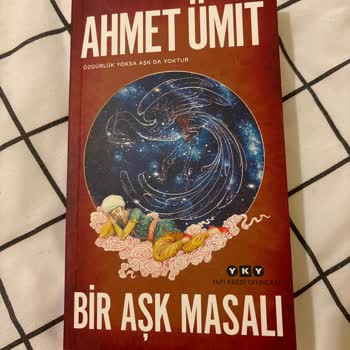 AHMET ÜMİT
ÖZGÜRLÜK YOKSA AŞK DA YOKTUR
YKY
YAPI KREDİ YAYINLARI
BİR AŞK MASALI